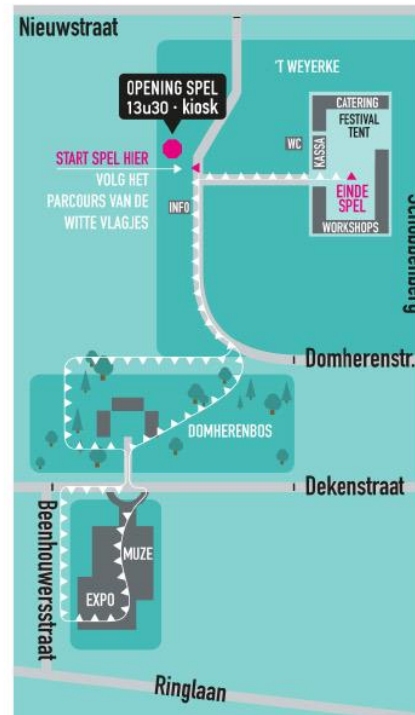 Nieuwstraat
'T WEYERKE
OPENING SPEL
13u30 · kiosk
CATERING
FESTIVAL
TENT
WC
KASSA
START SPEL HIER
VOLG HET
PARCOURS VAN DE
WITTE VLAGJES
INFO
EINDE
SPEL
WORKSHOPS
Domherenstr.
DOMHERENBOS
Dekenstraat
Beenhouwersstraat
MUZE
EXPO
Ringlaan